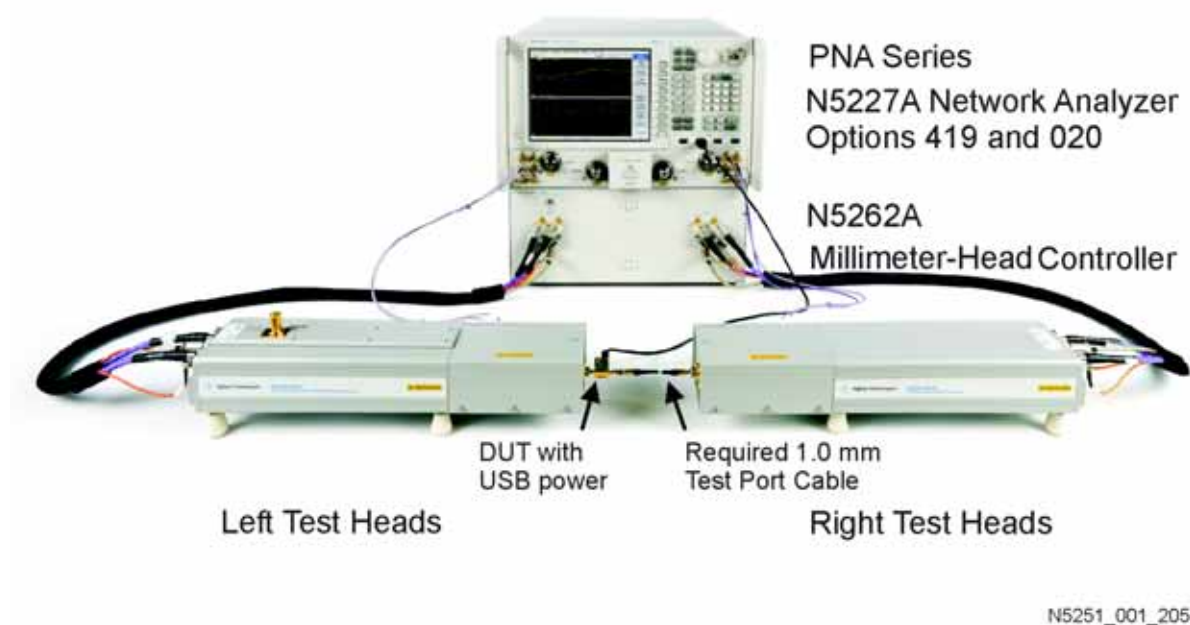 PNA Series
N5227A Network Analyzer
Options 419 and 020
N5262A
Millimeter-Head Controller
DUT with
USB power
Required 1.0 mm
Test Port Cable
Left Test Heads
Right Test Heads
N5251_001_205